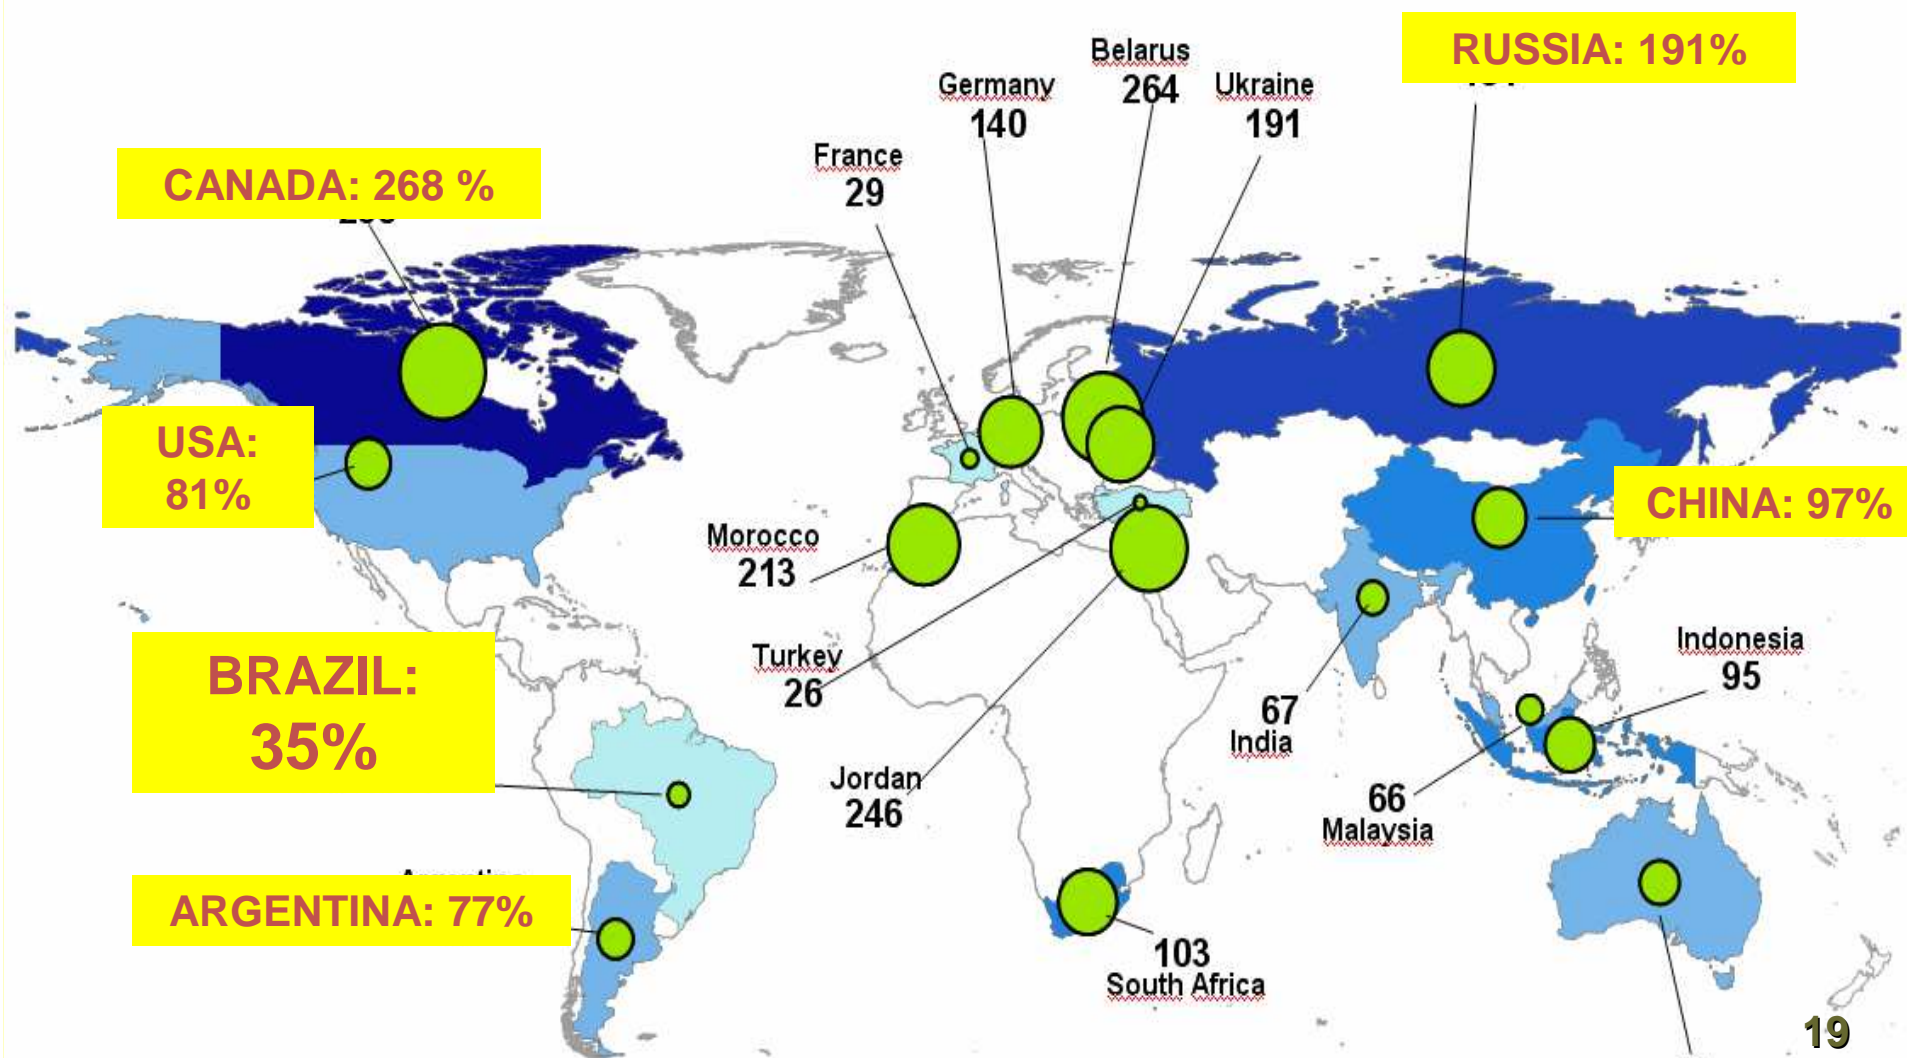 Belarus
264
RUSSIA: 191%
Germany
140
Ukraine
191
France
29
CANADA: 268 %
USA:
81%
CHINA: 97%
Morocco
213
BRAZIL:
35%
Turkey
26
Indonesia
95
67
India
Jordan
246
66
Malaysia
ARGENTINA: 77%
103
South Africa
19